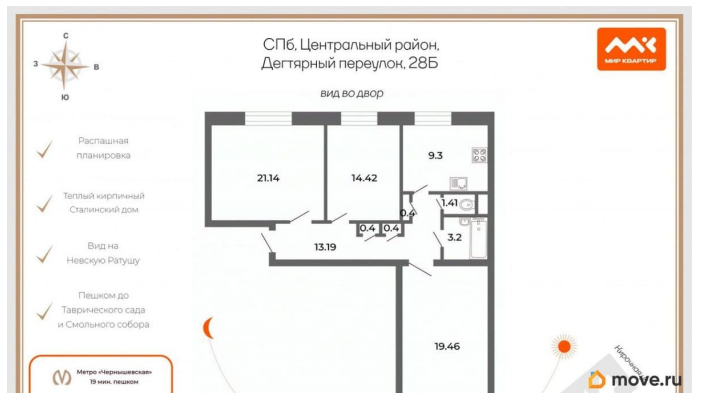 СПб, Центральный район,
Дегтярный переулок, 28Б
вид во двор
МИР КВАРТИР
С
З
В
Ю
Распашная
планировка
Теплый кирпичный
Сталинский дом
Вид на
Невскую Ратушу
Пешком до
Таврического сада
и Смольного собора
Метро «Чернышевская»
19 мин. пешком
21.14
14.42
9.3
0.4
1.41
0.4
0.4
3.2
13.19
19.46
Кирочная
move.ru